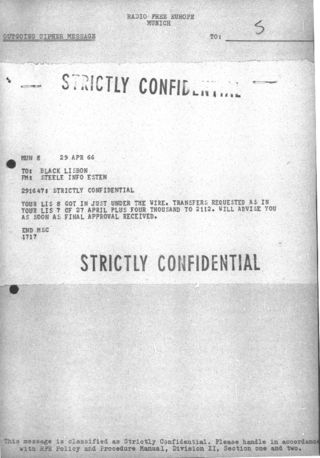 RADIO FREE EUROPE
MUNICH
OUTGOING CIPHER MESSAGE
TO: 5
STRICTLY CONFIDENTIAL
MUN 8 29 APR 66
TO: BLACK LISBON
FM: STEELE INFO ESTEN
291647: STRICTLY CONFIDENTIAL
YOUR LIS 8 GOT IN JUST UNDER THE WIRE. TRANSFERS REQUESTED AS IN
YOUR LIS 7 OF 27 APRIL PLUS FOUR THOUSAND TO 2112. WILL ADVISE YOU
AS SOON AS FINAL APPROVAL RECEIVED.
END MSG
1717
STRICTLY CONFIDENTIAL
This message is classified as Strictly Confidential. Please handle in accordance
with RFE Policy and Procedure Manual, Division II, Section one and two.